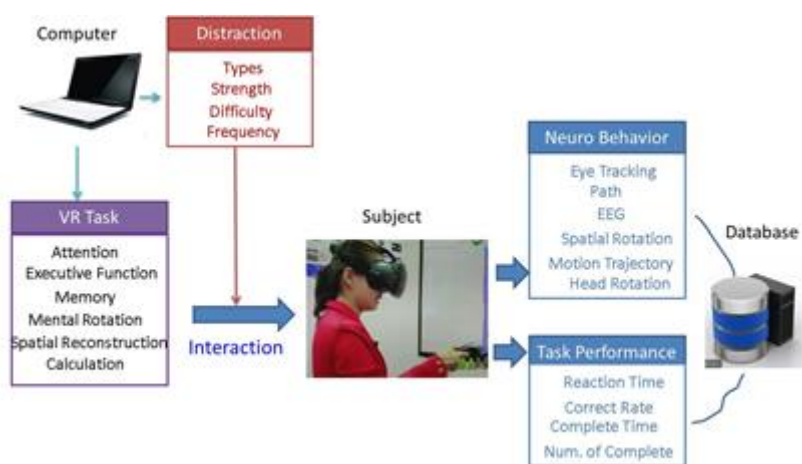 Computer
Distraction
Types
Strength
Difficulty
Frequency
VR Task
Attention
Executive Function
Memory
Mental Rotation
Spatial Reconstruction
Calculation
Interaction
Subject
Neuro Behavior
Eye Tracking
Path
EEG
Spatial Rotation
Motion Trajectory
Head Rotation
Task Performance
Reaction Time
Correct Rate
Complete Time
Num. of Complete
Database